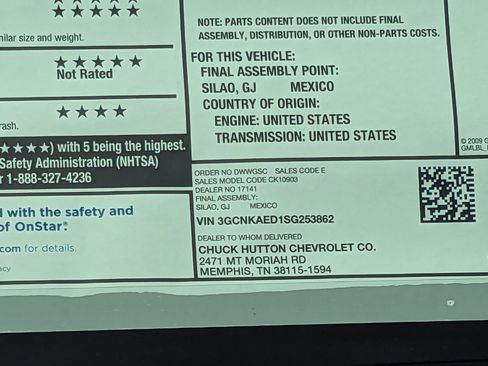 ★★★★★
★★★★★
nilar size and weight.
★★★★★
Not Rated
★★★★
rash.
★★★★) with 5 being the highest.
Safety Administration (NHTSA)
r 1-888-327-4236
d with the safety and
of OnStar.
com for details.
acy
NOTE: PARTS CONTENT DOES NOT INCLUDE FINAL
ASSEMBLY, DISTRIBUTION, OR OTHER NON-PARTS COSTS.
FOR THIS VEHICLE:
FINAL ASSEMBLY POINT:
SILAO, GJ MEXICO
COUNTRY OF ORIGIN:
ENGINE: UNITED STATES
TRANSMISSION: UNITED STATES
© 2009 G
GMLBL_
ORDER NO DWWGSC SALES CODE E
SALES MODEL CODE CK10903
DEALER NO 17141
FINAL ASSEMBLY:
SILAO, GJ MEXICO
VIN 3GCNKAED1SG253862
DEALER TO WHOM DELIVERED
CHUCK HUTTON CHEVROLET CO.
2471 MT MORIAH RD
MEMPHIS, TN 38115-1594